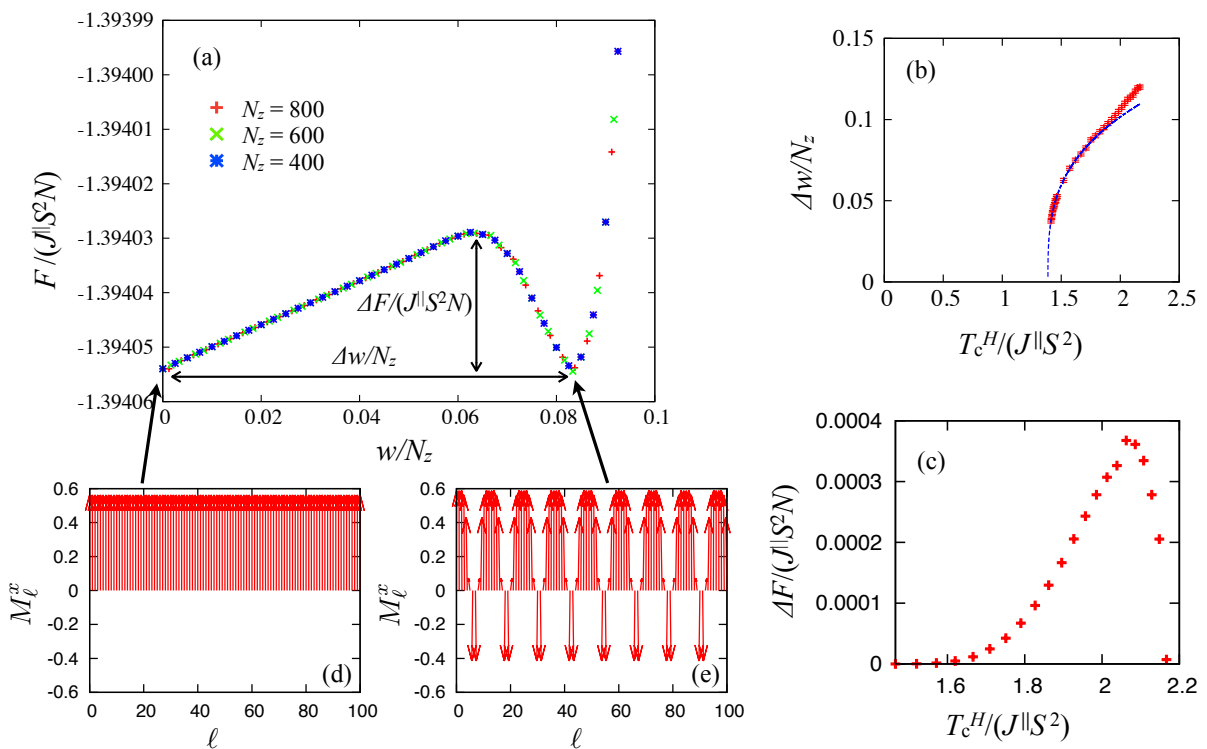 (a)
-1.39399
-1.39400
-1.39401
-1.39402
-1.39403
-1.39404
-1.39405
-1.39406
F/(J||S²N)
N_z = 800
N_z = 600
N_z = 400
ΔF/(J||S²N)
Δw/N_z
0 0.02 0.04 0.06 0.08 0.1
w/N_z
(b)
0.15
0.1
0.05
0
Δw/N_z
0 0.5 1 1.5 2 2.5
T_c^H/(J||S²)
(c)
0.0004
0.0003
0.0002
0.0001
0
ΔF/(J||S²N)
1.6 1.8 2 2.2
T_c^H/(J||S²)
0.6
0.4
0.2
0
-0.2
-0.4
-0.6
M_ℓ^x
(d)
0 20 40 60 80 100
ℓ
0.6
0.4
0.2
0
-0.2
-0.4
-0.6
M_ℓ^x
(e)
0 20 40 60 80 100
ℓ